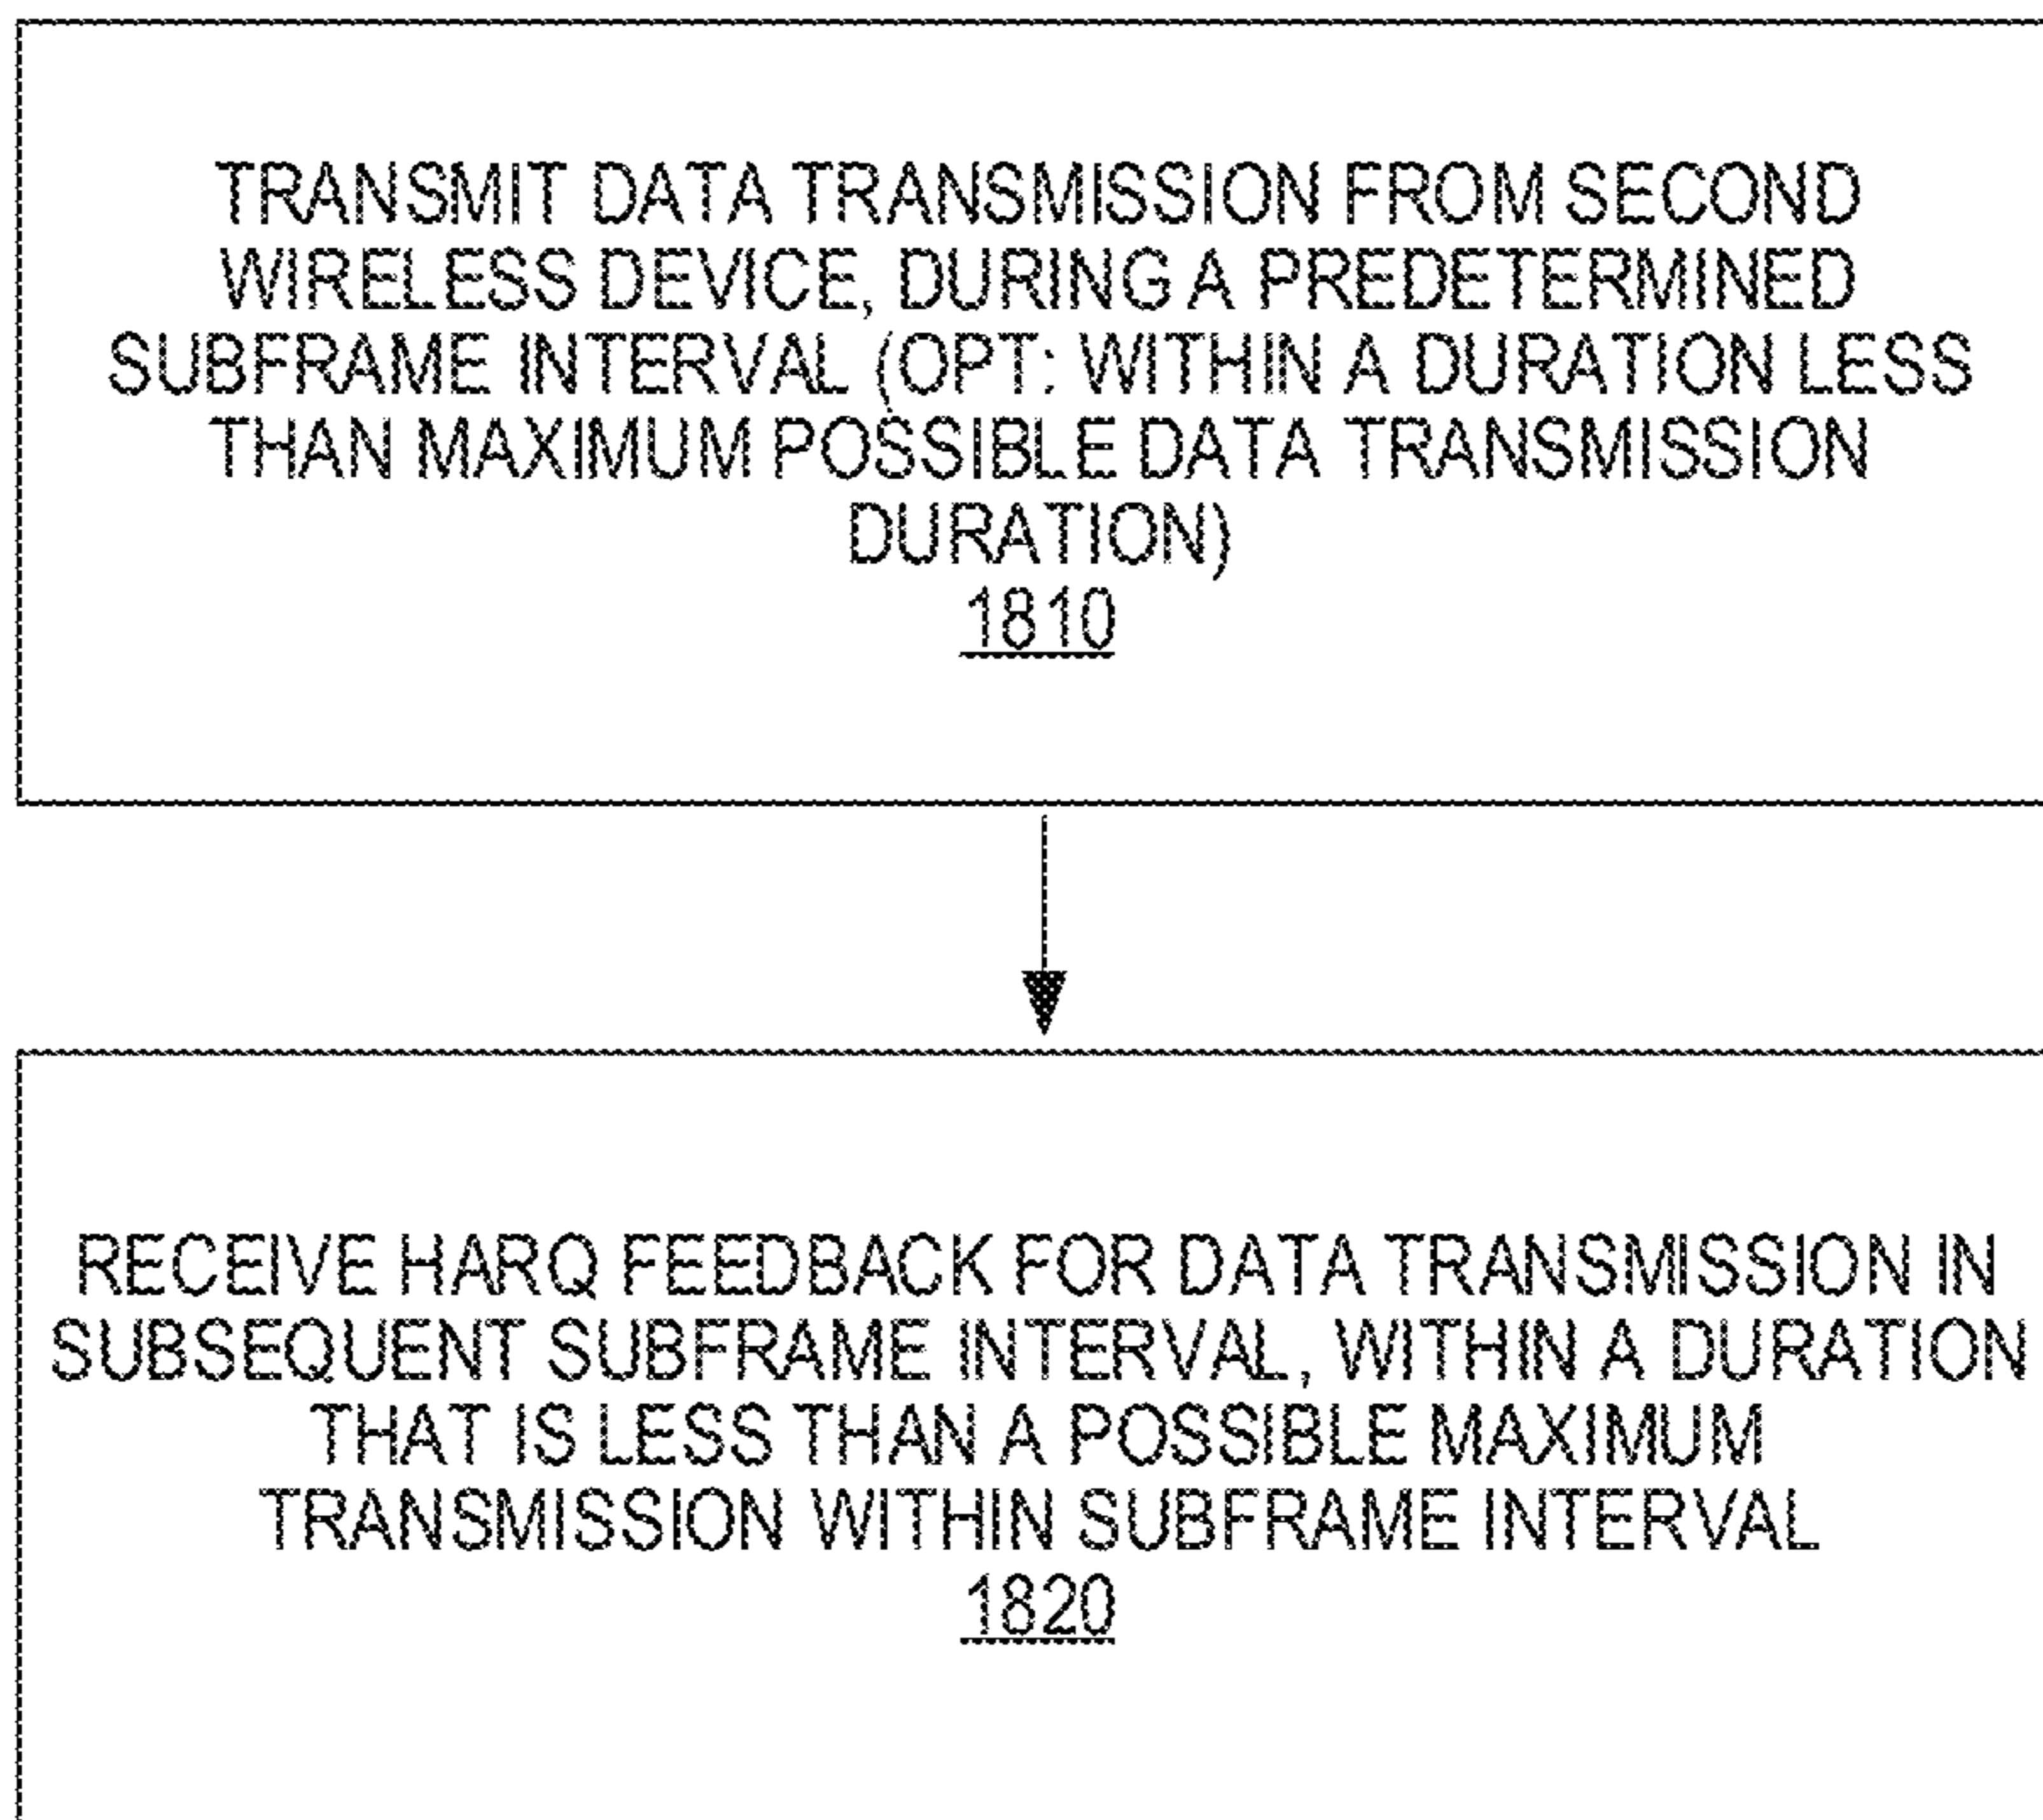 TRANSMIT DATA TRANSMISSION FROM SECOND
WIRELESS DEVICE, DURING A PREDETERMINED
SUBFRAME INTERVAL (OPT: WITHIN A DURATION LESS
THAN MAXIMUM POSSIBLE DATA TRANSMISSION
DURATION)
1810
RECEIVE HARQ FEEDBACK FOR DATA TRANSMISSION IN
SUBSEQUENT SUBFRAME INTERVAL, WITHIN A DURATION
THAT IS LESS THAN A POSSIBLE MAXIMUM
TRANSMISSION WITHIN SUBFRAME INTERVAL
1820